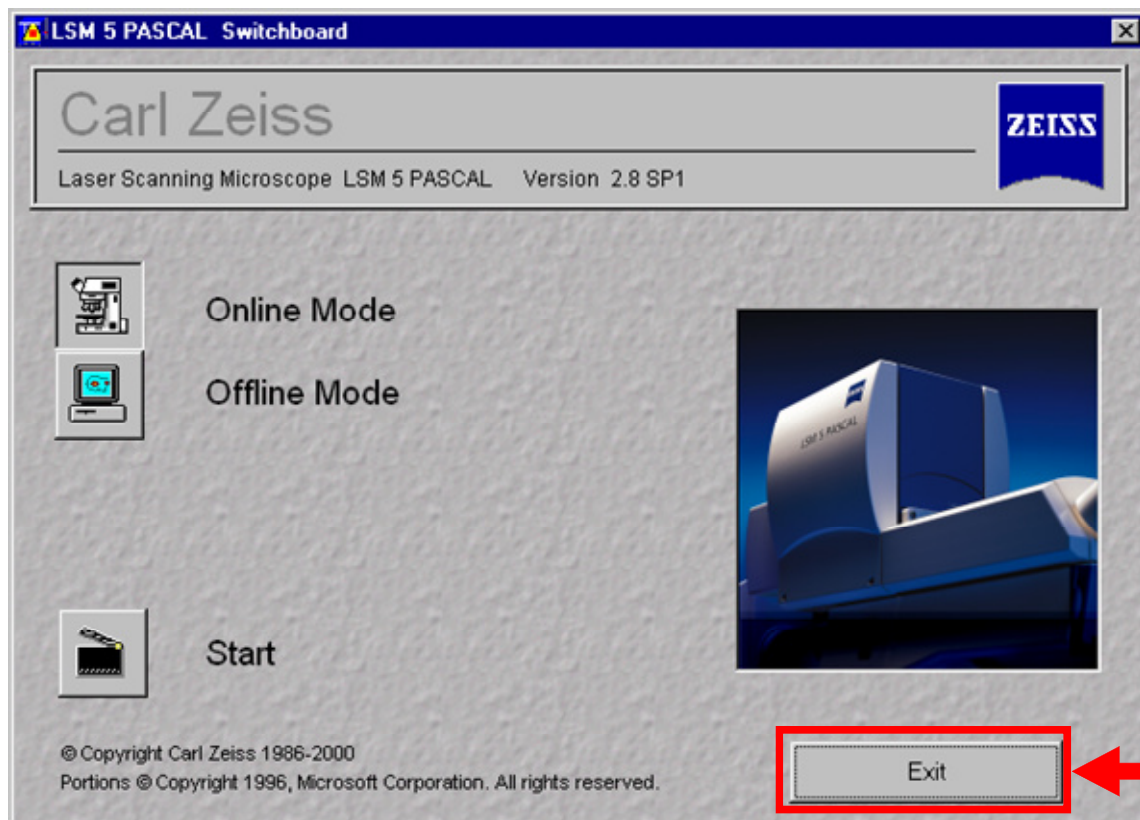 LSM 5 PASCAL Switchboard
Carl Zeiss
ZEISS
Laser Scanning Microscope LSM 5 PASCAL Version 2.8 SP1
Online Mode
Offline Mode
LSM 5 PASCAL
Start
© Copyright Carl Zeiss 1986-2000
Portions © Copyright 1996, Microsoft Corporation. All rights reserved.
Exit